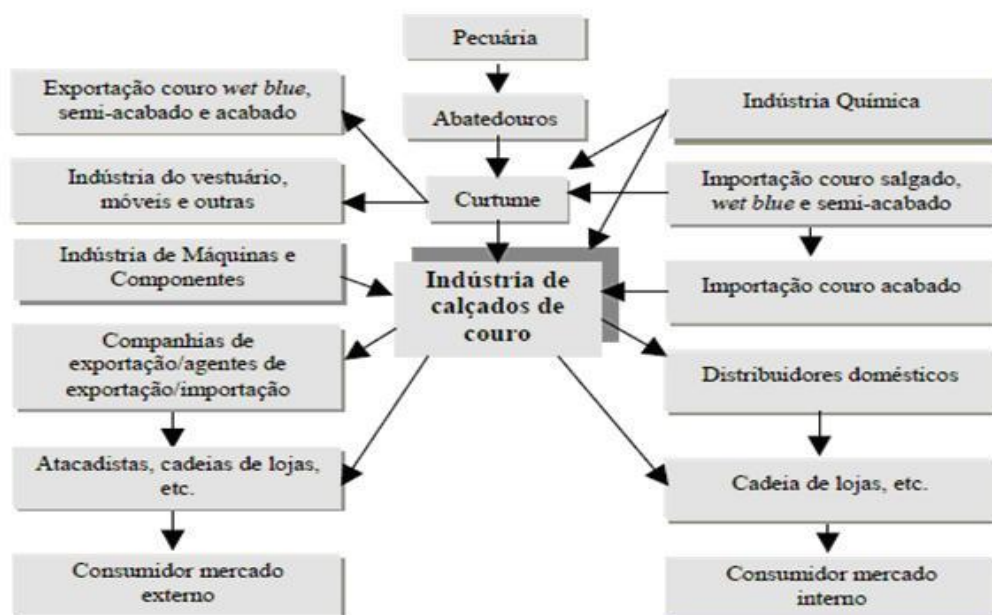 Pecuária
Exportação couro wet blue,
semi-acabado e acabado
Abatedouros
Indústria Química
Indústria do vestuário,
móveis e outras
Curtume
Importação couro salgado,
wet blue e semi-acabado
Indústria de Máquinas e
Componentes
Indústria de
calçados de
couro
Importação couro acabado
Companhias de
exportação/agentes de
exportação/importação
Distribuidores domésticos
Atacadistas, cadeias de lojas,
etc.
Cadeia de lojas, etc.
Consumidor mercado
externo
Consumidor mercado
interno